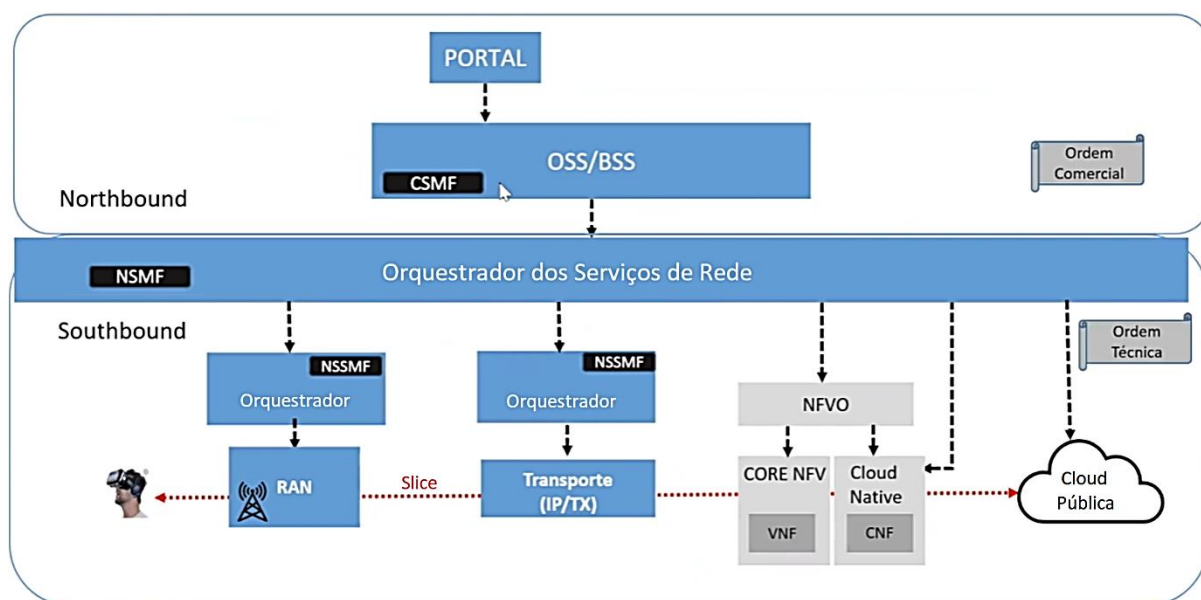 PORTAL
OSS/BSS
CSMF
Ordem
Comercial
Northbound
Orquestrador dos Serviços de Rede
NSMF
Southbound
Ordem
Técnica
NSSMF
Orquestrador
NSSMF
Orquestrador
NFVO
RAN
Slice
Transporte
(IP/TX)
CORE NFV
VNF
Cloud
Native
CNF
Cloud
Pública